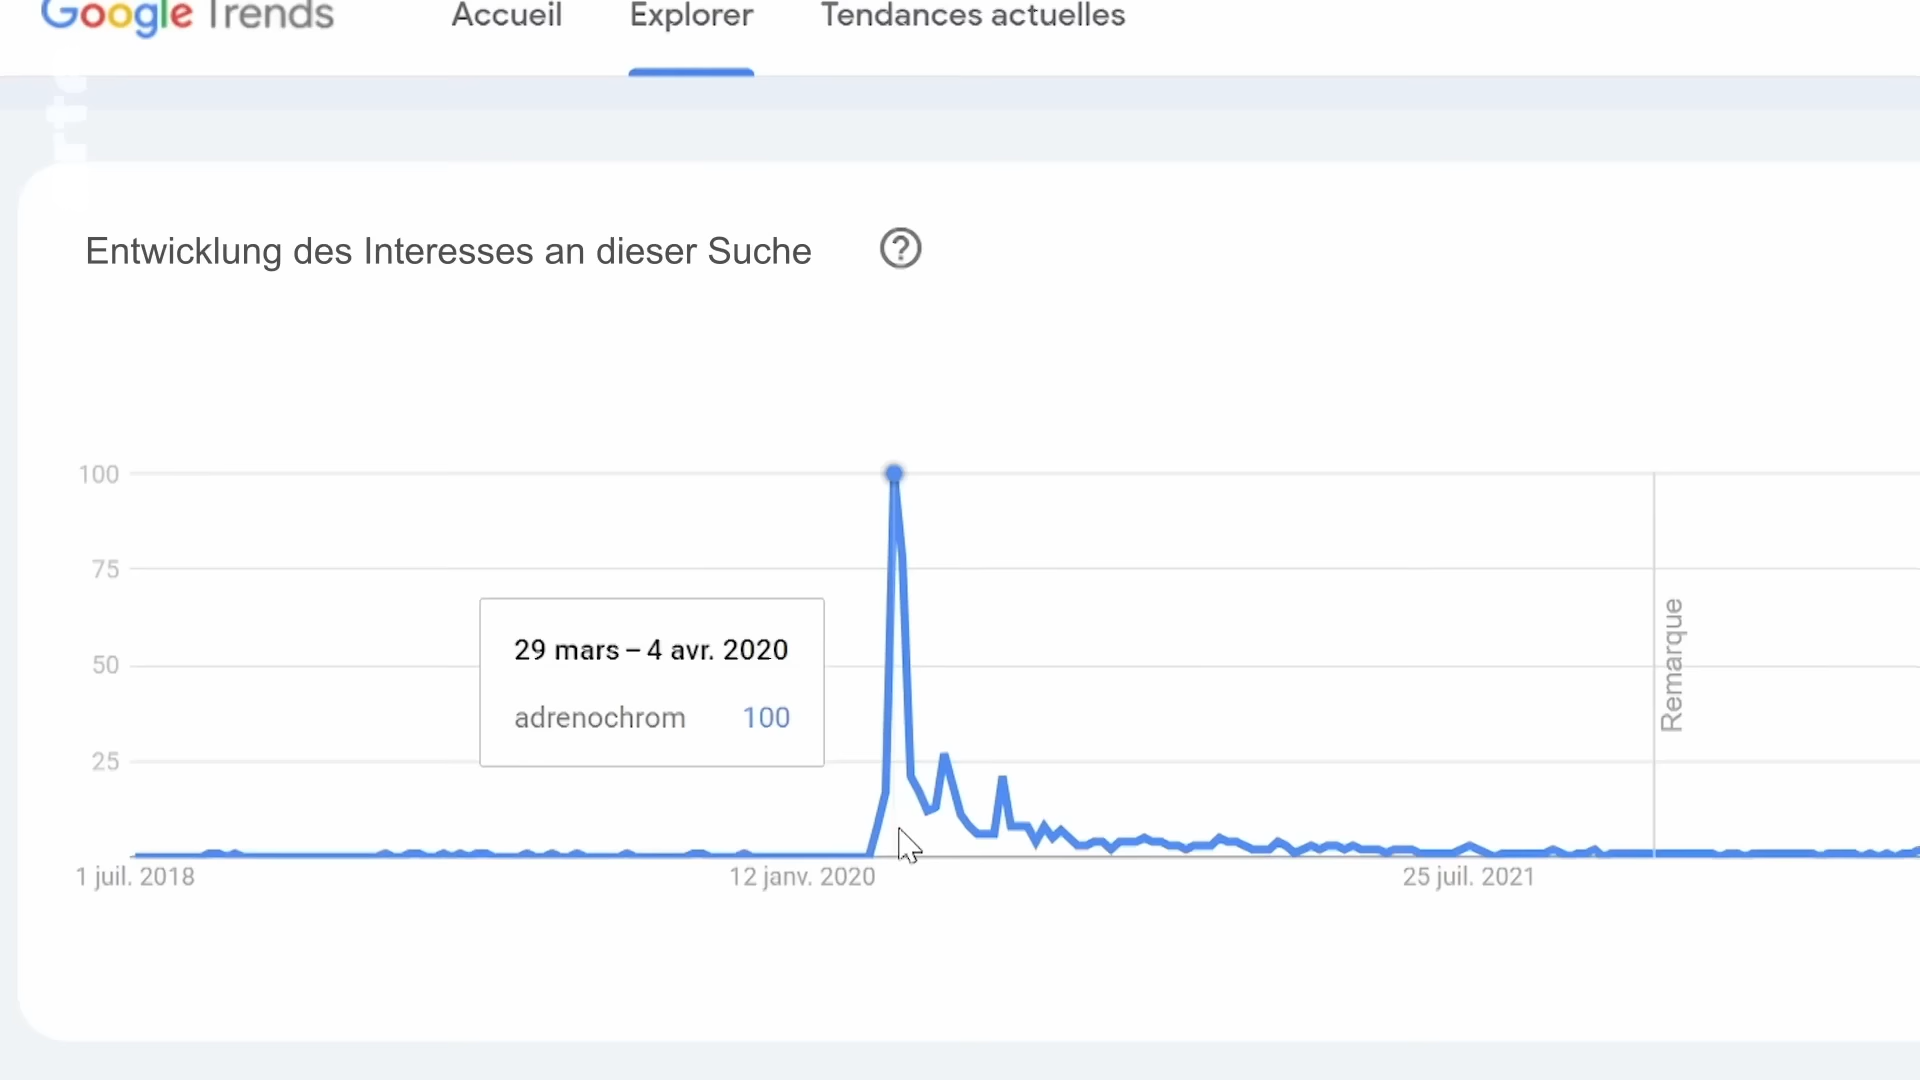 Google Trends
Accueil
Explorer
Tendances actuelles
arte
Entwicklung des Interesses an dieser Suche
?
100
75
50
25
29 mars – 4 avr. 2020
adrenochrom 100
Remarque
1 juil. 2018
12 janv. 2020
25 juil. 2021